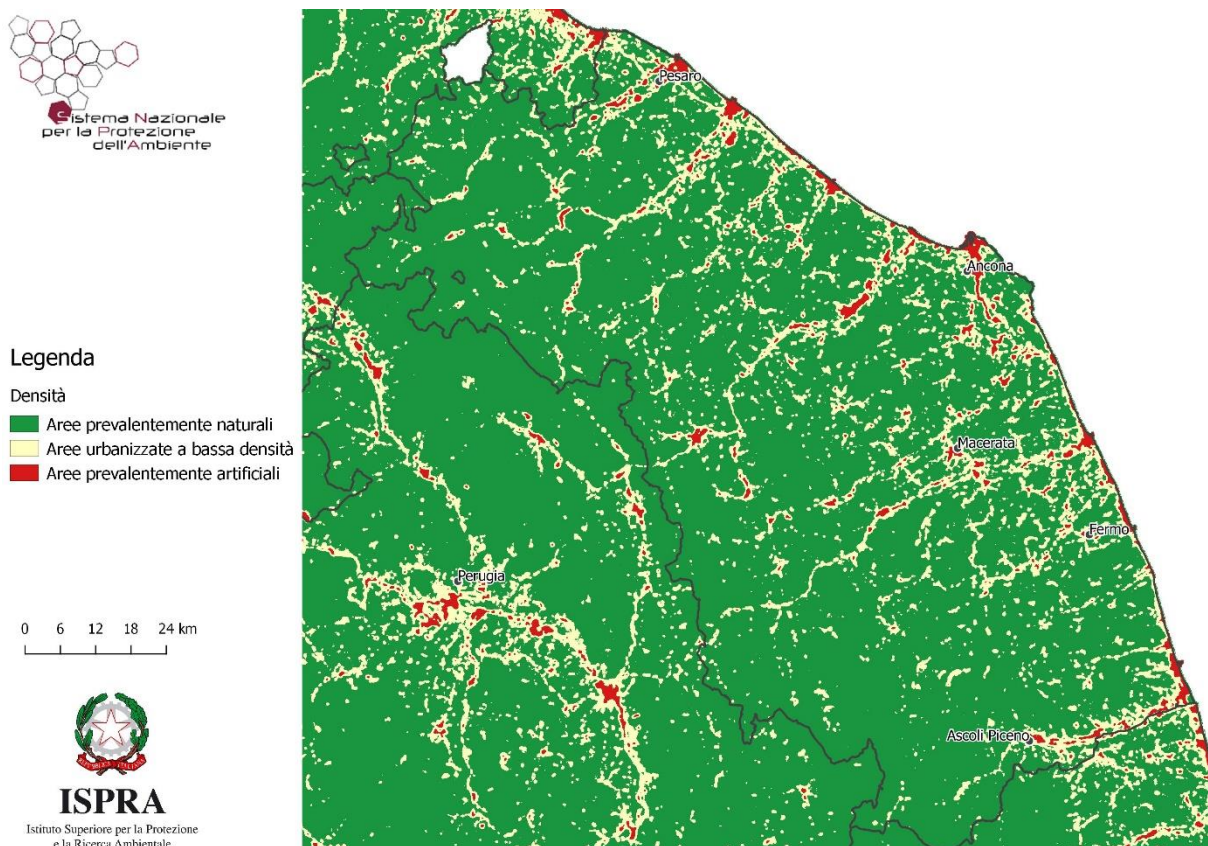 Sistema Nazionale
per la Protezione
dell'Ambiente
Legenda
Densità
Aree prevalentemente naturali
Aree urbanizzate a bassa densità
Aree prevalentemente artificiali
0 6 12 18 24 km
ISPRA
Istituto Superiore per la Protezione
e la Ricerca Ambientale
Pesaro
Ancona
Macerata
Fermo
Perugia
Ascoli Piceno